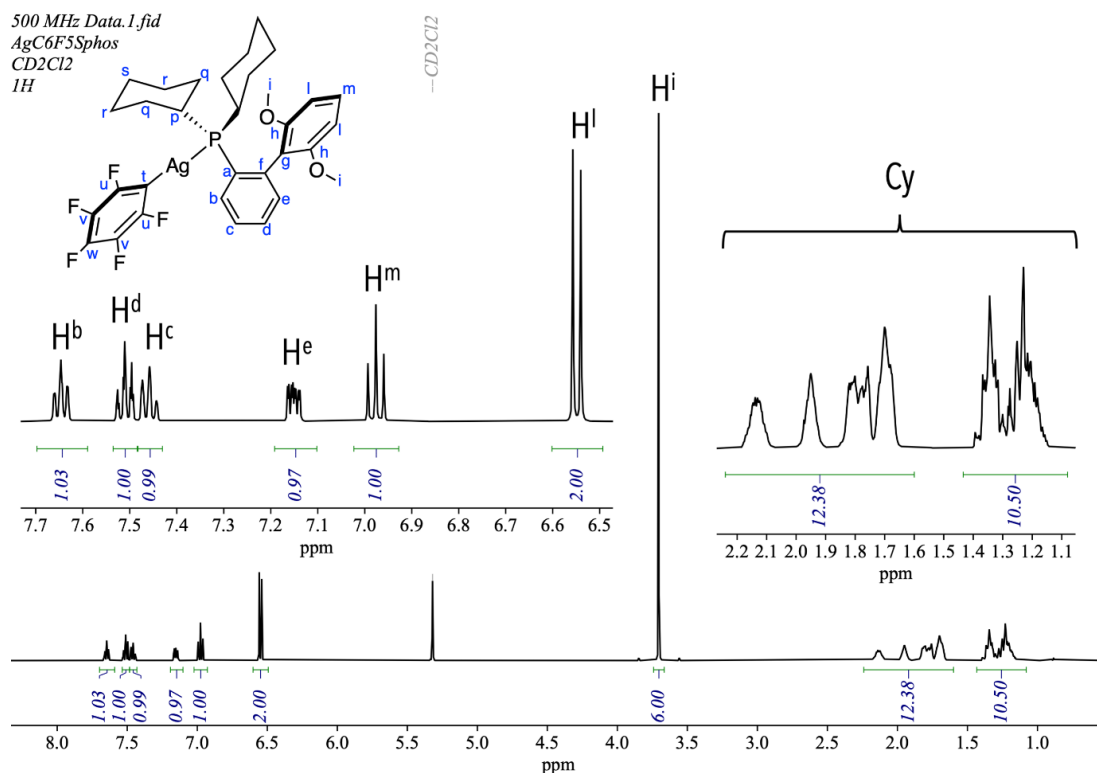 500 MHz Data.1.fid
AgC6F5Sphos
CD2Cl2
1H
—CD2Cl2
s r q
r q p
i l m
O h l
P g h
O i
Ag a f
t b e
c d
F u F
F v u F
w v
F F
Hi
Hl
Cy
Hm
Hb Hd Hc
He
1.03 1.00 0.99 0.97 1.00 2.00
7.7 7.6 7.5 7.4 7.3 7.2 7.1 7.0 6.9 6.8 6.7 6.6 6.5
ppm
12.38 10.50
2.2 2.1 2.0 1.9 1.8 1.7 1.6 1.5 1.4 1.3 1.2 1.1
ppm
1.03 1.00 0.99 0.97 1.00 2.00 6.00 12.38 10.50
8.0 7.5 7.0 6.5 6.0 5.5 5.0 4.5 4.0 3.5 3.0 2.5 2.0 1.5 1.0
ppm